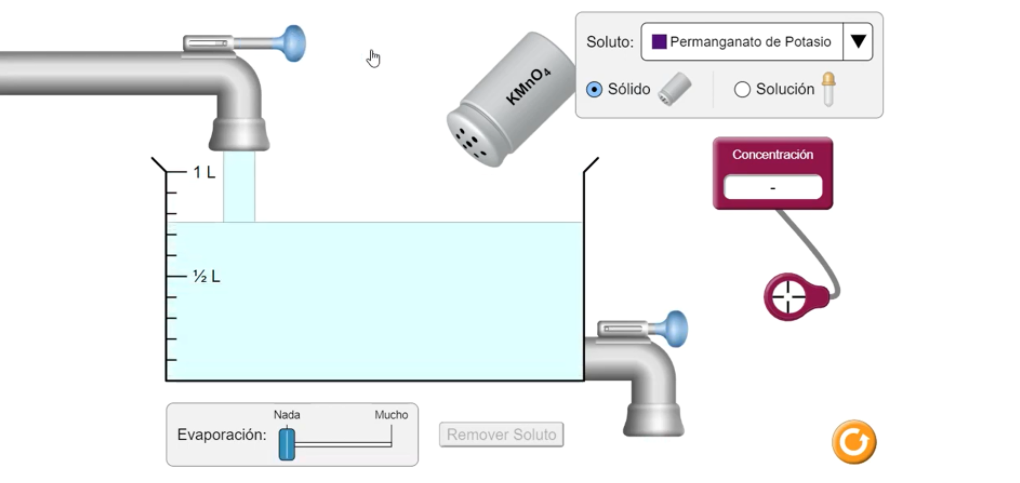 Soluto: Permanganato de Potasio
KMnO₄
Sólido Solución
Concentración
-
1 L
½ L
Nada Mucho
Evaporación:
Remover Soluto